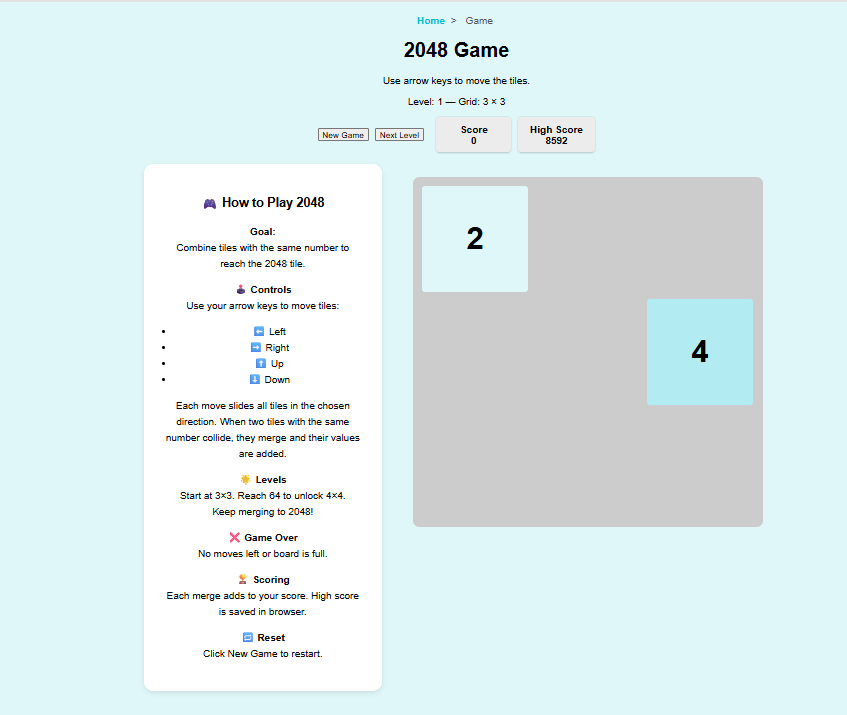 Home > Game
2048 Game
Use arrow keys to move the tiles.
Level: 1 — Grid: 3 × 3
New Game Next Level
Score
0
High Score
8592
🎮 How to Play 2048
Goal:
Combine tiles with the same number to
reach the 2048 tile.
🕹️ Controls
Use your arrow keys to move tiles:
• ⬅️ Left
• ➡️ Right
• ⬆️ Up
• ⬇️ Down
Each move slides all tiles in the chosen
direction. When two tiles with the same
number collide, they merge and their values
are added.
🌟 Levels
Start at 3×3. Reach 64 to unlock 4×4.
Keep merging to 2048!
❌ Game Over
No moves left or board is full.
🏆 Scoring
Each merge adds to your score. High score
is saved in browser.
🔁 Reset
Click New Game to restart.
2
4